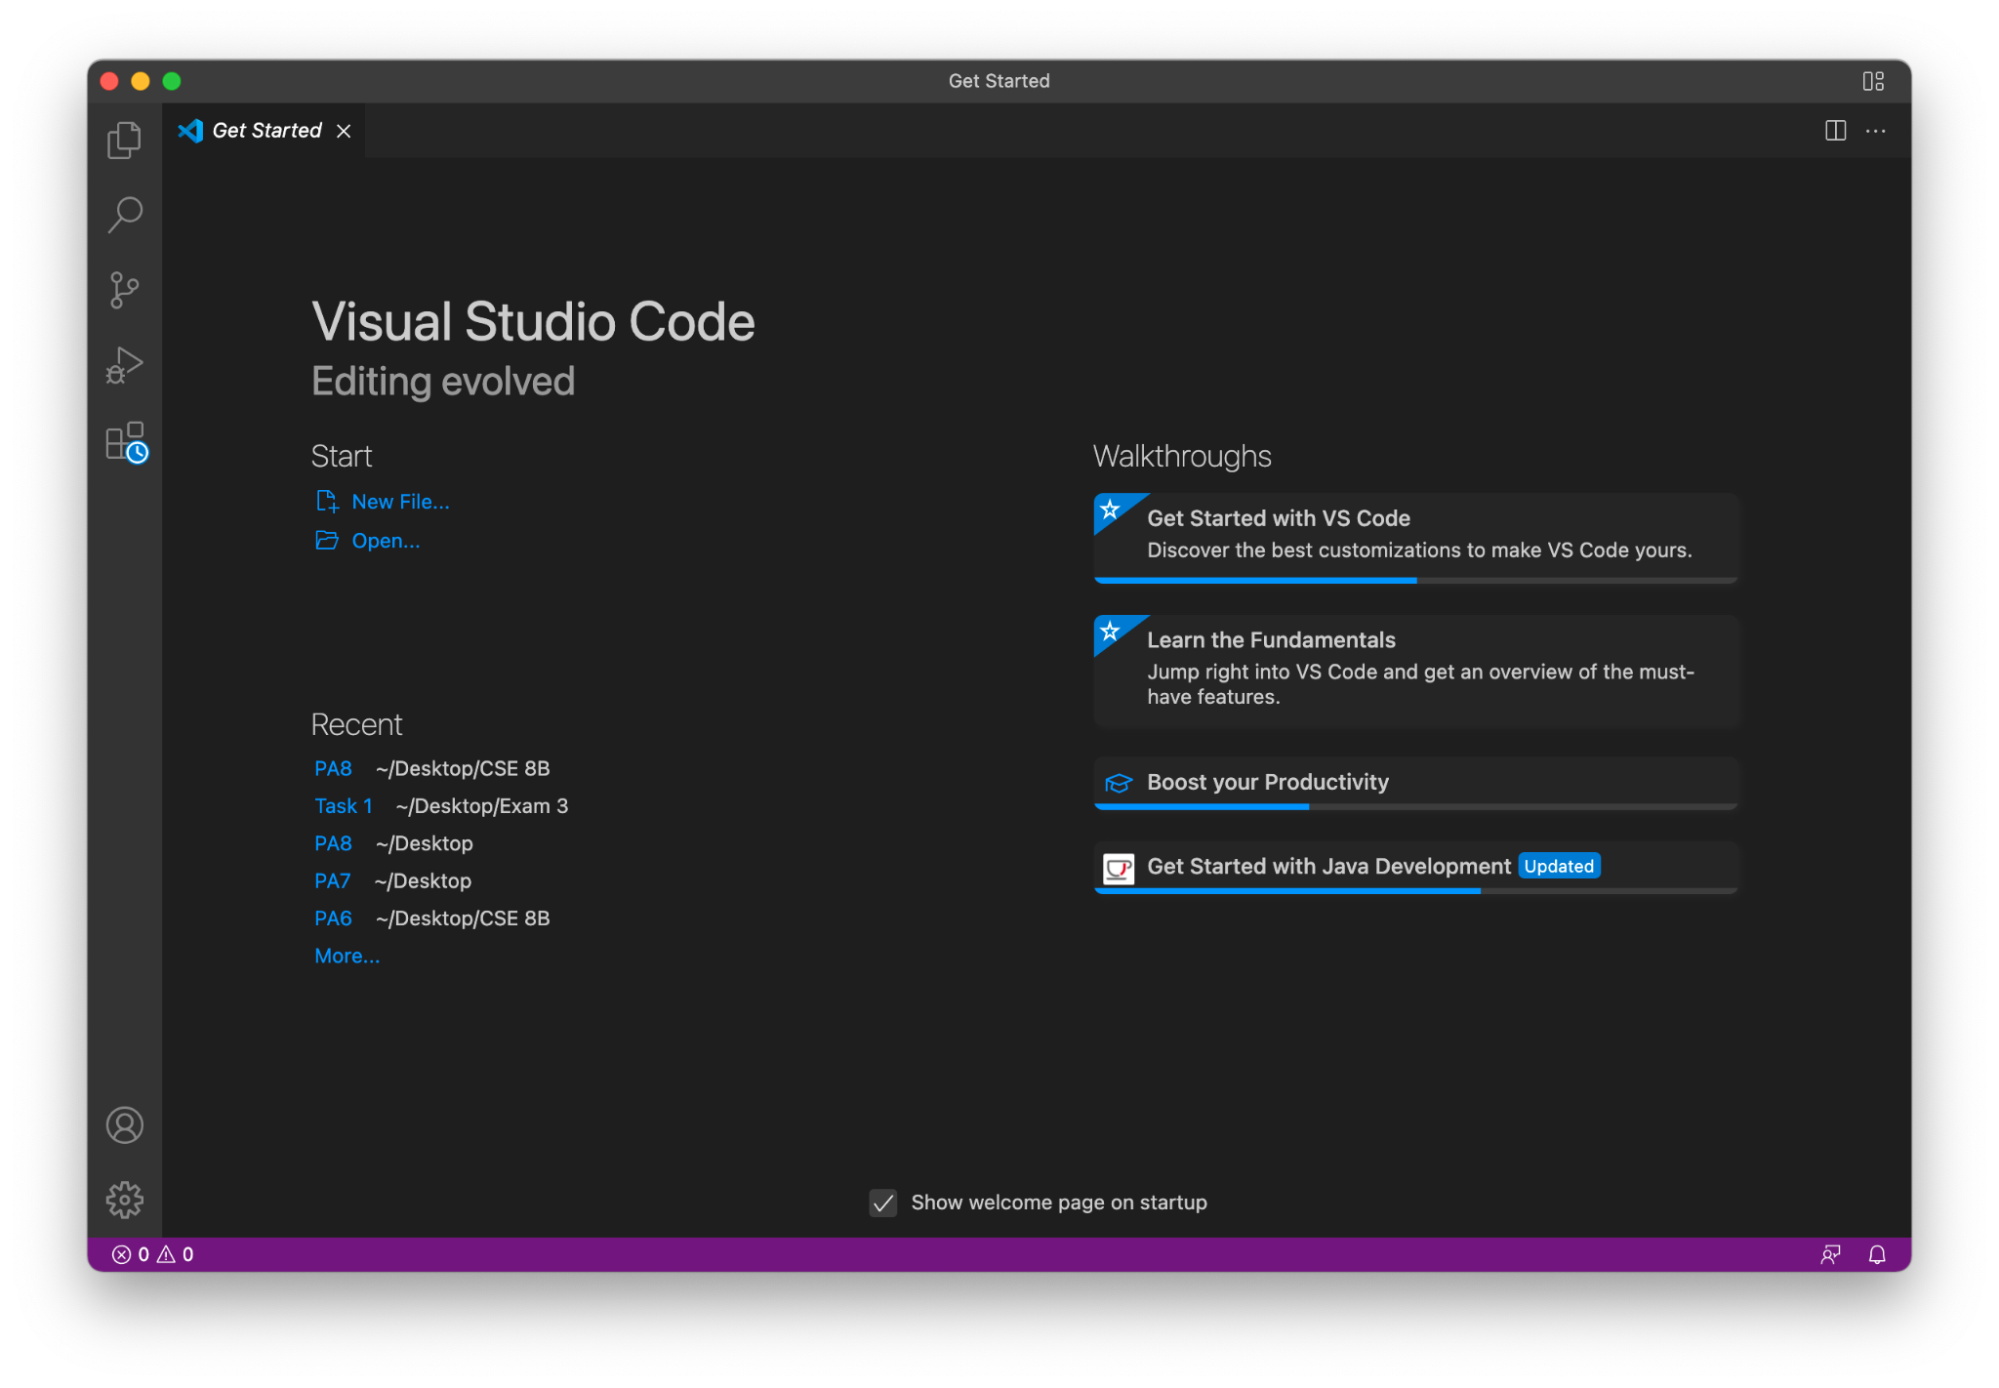 Get Started
Get Started
Visual Studio Code
Editing evolved
Start
New File...
Open...
Recent
PA8 ~/Desktop/CSE 8B
Task 1 ~/Desktop/Exam 3
PA8 ~/Desktop
PA7 ~/Desktop
PA6 ~/Desktop/CSE 8B
More...
Walkthroughs
Get Started with VS Code
Discover the best customizations to make VS Code yours.
Learn the Fundamentals
Jump right into VS Code and get an overview of the must-
have features.
Boost your Productivity
Get Started with Java Development Updated
Show welcome page on startup
0 0